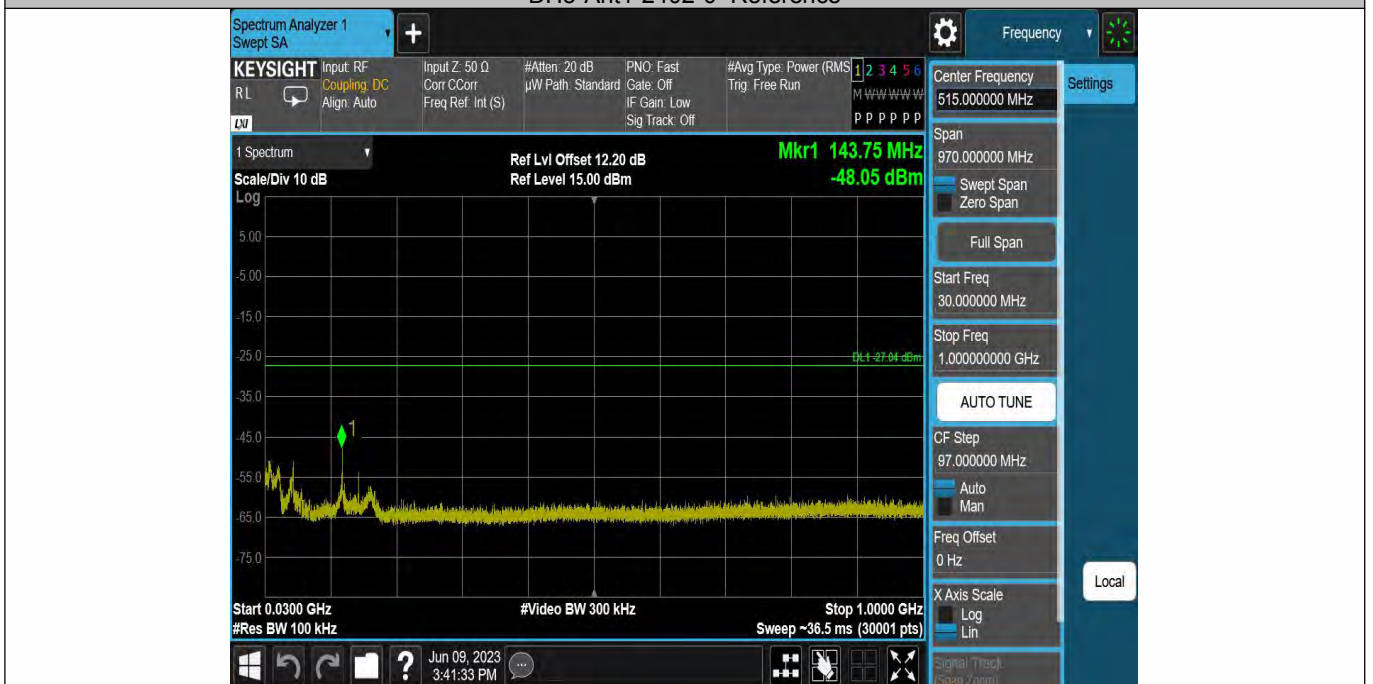 Spectrum Analyzer 1
Swept SA
Frequency
KEYSIGHT
RL
LXI
Input: RF
Coupling: DC
Align: Auto
Input Z: 50 Ω
Corr CCorr
Freq Ref: Int (S)
#Atten: 20 dB
µW Path: Standard
PNO: Fast
Gate: Off
IF Gain: Low
Sig Track: Off
#Avg Type: Power (RMS
Trig: Free Run
1 2 3 4 5 6
M W W W W W
P P P P P P
1 Spectrum
Scale/Div 10 dB
Ref Lvl Offset 12.20 dB
Ref Level 15.00 dBm
Mkr1 143.75 MHz
-48.05 dBm
Log
5.00
-5.00
-15.0
-25.0
DL1 -27.04 dBm
-35.0
-45.0
1
-55.0
-65.0
-75.0
Start 0.0300 GHz
#Res BW 100 kHz
#Video BW 300 kHz
Stop 1.0000 GHz
Sweep ~36.5 ms (30001 pts)
Jun 09, 2023
3:41:33 PM
Center Frequency
515.000000 MHz
Settings
Span
970.000000 MHz
Swept Span
Zero Span
Full Span
Start Freq
30.000000 MHz
Stop Freq
1.000000000 GHz
AUTO TUNE
CF Step
97.000000 MHz
Auto
Man
Freq Offset
0 Hz
X Axis Scale
Log
Lin
Local
Signal Track
(Span Zoom)